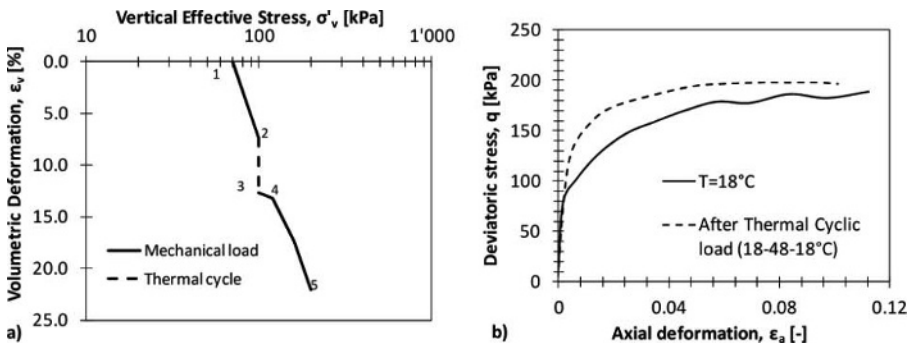 Vertical Effective Stress, σ'v [kPa]
10 100 1'000
Volumetric Deformation, εv [%]
0.0
5.0
10.0
15.0
20.0
25.0
1
2
3
4
5
Mechanical load
Thermal cycle
a)
Deviatoric stress, q [kPa]
250
200
150
100
50
0
T=18°C
After Thermal Cyclic
load (18-48-18°C)
0 0.04 0.08 0.12
b) Axial deformation, εa [-]